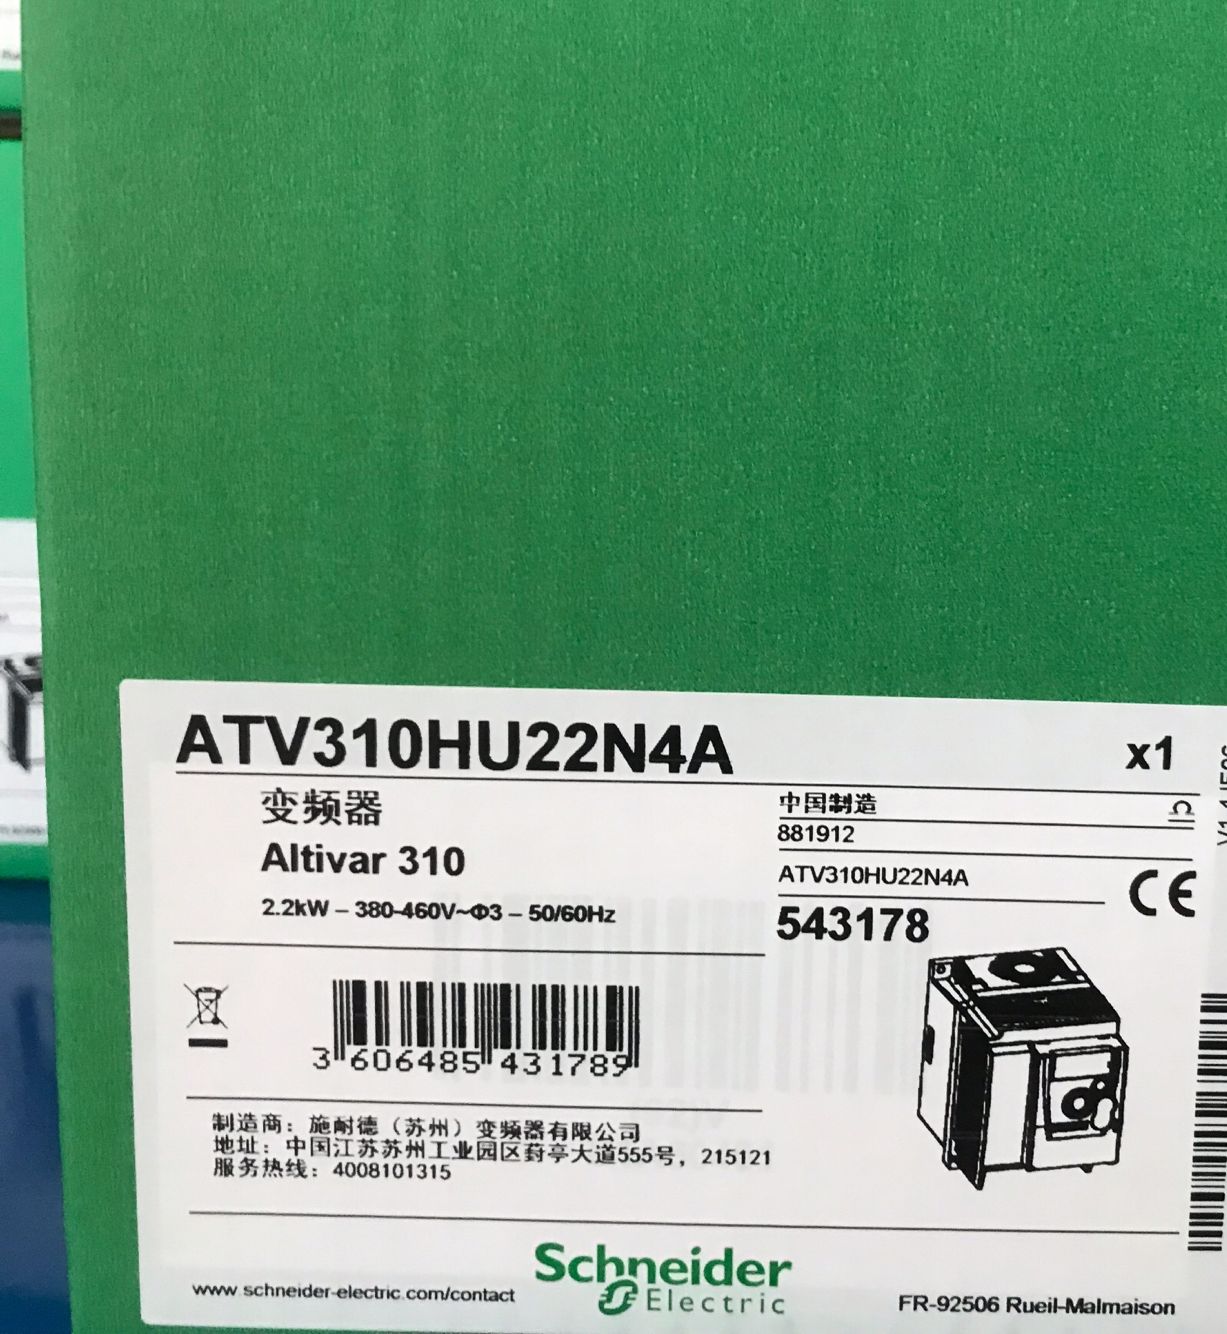 ATV310HU22N4A
x1
变频器
Altivar 310
2.2kW – 380-460V~Φ3 – 50/60Hz
中国制造
881912
ATV310HU22N4A
CE
543178
3 606485 431789
制造商：施耐德（苏州）变频器有限公司
地址：中国江苏苏州工业园区葑亭大道555号，215121
服务热线：4008101315
Schneider
Electric
www.schneider-electric.com/contact
FR-92506 Rueil-Malmaison